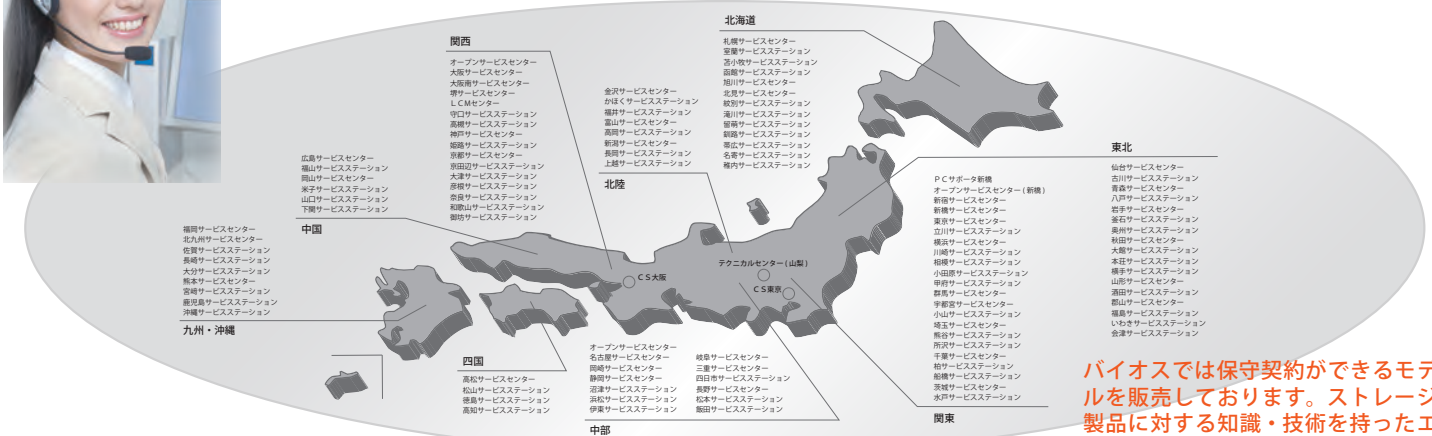 北海道
札幌サービスセンター
室蘭サービスステーション
苫小牧サービスステーション
函館サービスステーション
旭川サービスセンター
北見サービスセンター
紋別サービスステーション
滝川サービスステーション
留萌サービスステーション
釧路サービスステーション
帯広サービスステーション
名寄サービスステーション
稚内サービスステーション
関西
オープンサービスセンター
大阪サービスセンター
大阪南サービスセンター
堺サービスセンター
ＬＣＭセンター
守口サービスステーション
高槻サービスステーション
神戸サービスセンター
姫路サービスステーション
京都サービスセンター
京田辺サービスステーション
大津サービスステーション
彦根サービスステーション
奈良サービスステーション
和歌山サービスステーション
御坊サービスステーション
金沢サービスセンター
かほくサービスステーション
福井サービスステーション
富山サービスセンター
高岡サービスステーション
新潟サービスセンター
長岡サービスステーション
上越サービスステーション
北陸
広島サービスセンター
福山サービスステーション
岡山サービスセンター
米子サービスステーション
山口サービスステーション
下関サービスステーション
中国
福岡サービスセンター
北九州サービスセンター
佐賀サービスステーション
長崎サービスステーション
大分サービスステーション
熊本サービスセンター
宮崎サービスステーション
鹿児島サービスステーション
沖縄サービスステーション
九州・沖縄
東北
仙台サービスセンター
古川サービスステーション
青森サービスセンター
八戸サービスステーション
岩手サービスセンター
釜石サービスステーション
奥州サービスステーション
秋田サービスセンター
大館サービスステーション
本荘サービスステーション
横手サービスステーション
山形サービスセンター
酒田サービスステーション
郡山サービスセンター
福島サービスステーション
いわきサービスステーション
会津サービスステーション
ＰＣサポータ新橋
オープンサービスセンター ( 新橋 )
新宿サービスセンター
新橋サービスセンター
東京サービスセンター
立川サービスステーション
横浜サービスセンター
川崎サービスステーション
相模サービスステーション
小田原サービスステーション
甲府サービスステーション
群馬サービスセンター
宇都宮サービスセンター
小山サービスステーション
埼玉サービスセンター
熊谷サービスステーション
所沢サービスステーション
千葉サービスセンター
柏サービスステーション
船橋サービスステーション
茨城サービスセンター
水戸サービスステーション
関東
ＣＳ大阪
テクニカルセンター ( 山梨 )
ＣＳ東京
四国
高松サービスセンター
松山サービスステーション
徳島サービスステーション
高知サービスステーション
オープンサービスセンター
名古屋サービスセンター
岡崎サービスセンター
静岡サービスセンター
沼津サービスステーション
浜松サービスステーション
伊東サービスステーション
岐阜サービスセンター
三重サービスセンター
四日市サービスステーション
長野サービスセンター
松本サービスステーション
飯田サービスステーション
中部
バイオスでは保守契約ができるモデ
ルを販売しております。ストレージ
製品に対する知識・技術を持ったエ